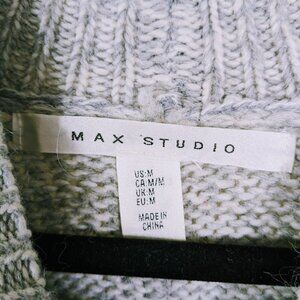 MAX STUDIO
US:M
CA:M/M
UK:M
EU:M
MADE IN
CHINA